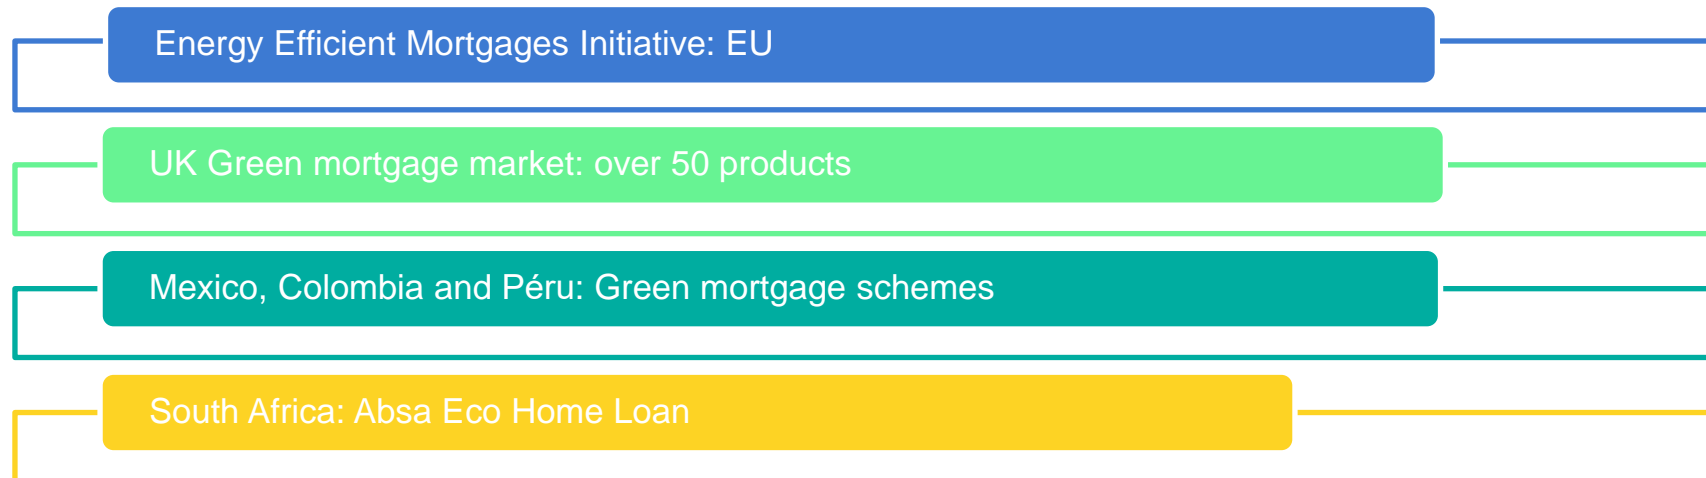 Energy Efficient Mortgages Initiative: EU
UK Green mortgage market: over 50 products
Mexico, Colombia and Péru: Green mortgage schemes
South Africa: Absa Eco Home Loan